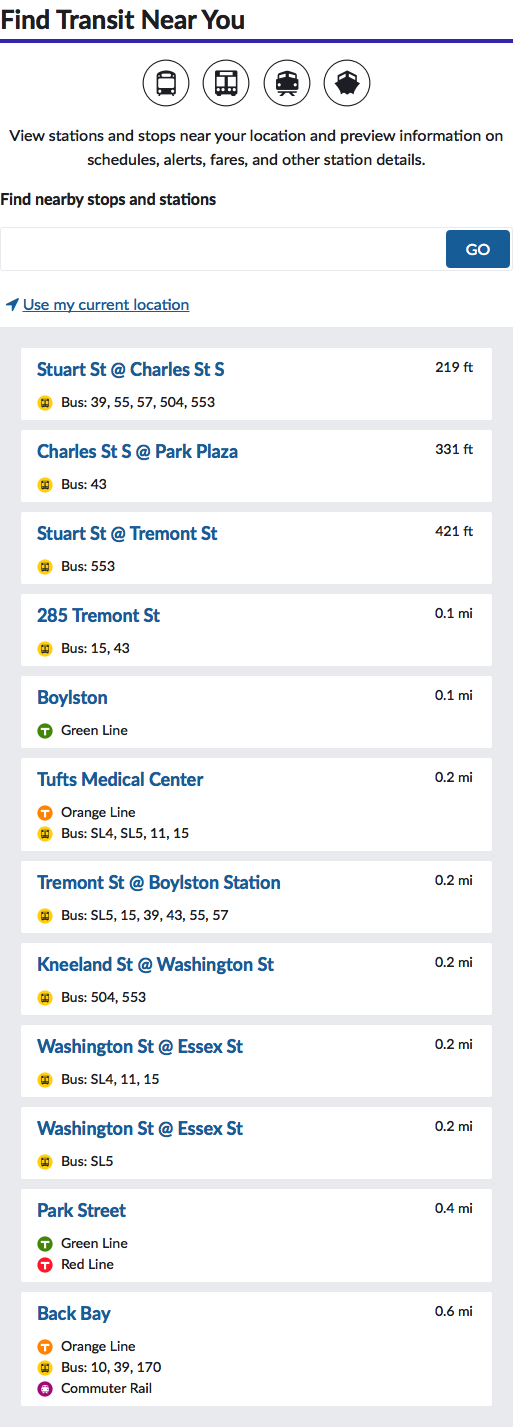 Find Transit Near You
View stations and stops near your location and preview information on
schedules, alerts, fares, and other station details.
Find nearby stops and stations
GO
Use my current location
Stuart St @ Charles St S 219 ft
Bus: 39, 55, 57, 504, 553
Charles St S @ Park Plaza 331 ft
Bus: 43
Stuart St @ Tremont St 421 ft
Bus: 553
285 Tremont St 0.1 mi
Bus: 15, 43
Boylston 0.1 mi
T Green Line
Tufts Medical Center 0.2 mi
T Orange Line
Bus: SL4, SL5, 11, 15
Tremont St @ Boylston Station 0.2 mi
Bus: SL5, 15, 39, 43, 55, 57
Kneeland St @ Washington St 0.2 mi
Bus: 504, 553
Washington St @ Essex St 0.2 mi
Bus: SL4, 11, 15
Washington St @ Essex St 0.2 mi
Bus: SL5
Park Street 0.4 mi
T Green Line
T Red Line
Back Bay 0.6 mi
T Orange Line
Bus: 10, 39, 170
Commuter Rail